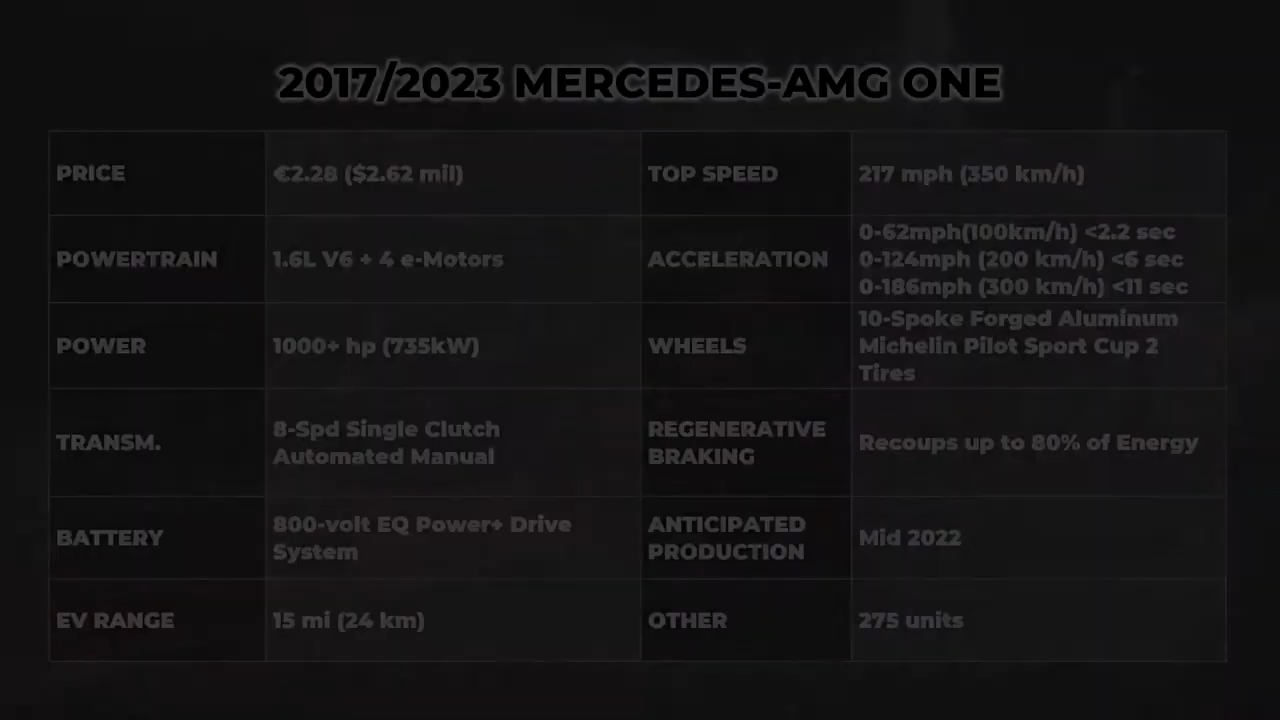 2017/2023 MERCEDES-AMG ONE
PRICE
€2.28 ($2.62 mil)
TOP SPEED
217 mph (350 km/h)
POWERTRAIN
1.6L V6 + 4 e-Motors
ACCELERATION
0-62mph(100km/h) <2.2 sec
0-124mph (200 km/h) <6 sec
0-186mph (300 km/h) <11 sec
POWER
1000+ hp (735kW)
WHEELS
10-Spoke Forged Aluminum
Michelin Pilot Sport Cup 2
Tires
TRANSM.
8-Spd Single Clutch
Automated Manual
REGENERATIVE
BRAKING
Recoups up to 80% of Energy
BATTERY
800-volt EQ Power+ Drive
System
ANTICIPATED
PRODUCTION
Mid 2022
EV RANGE
15 mi (24 km)
OTHER
275 units